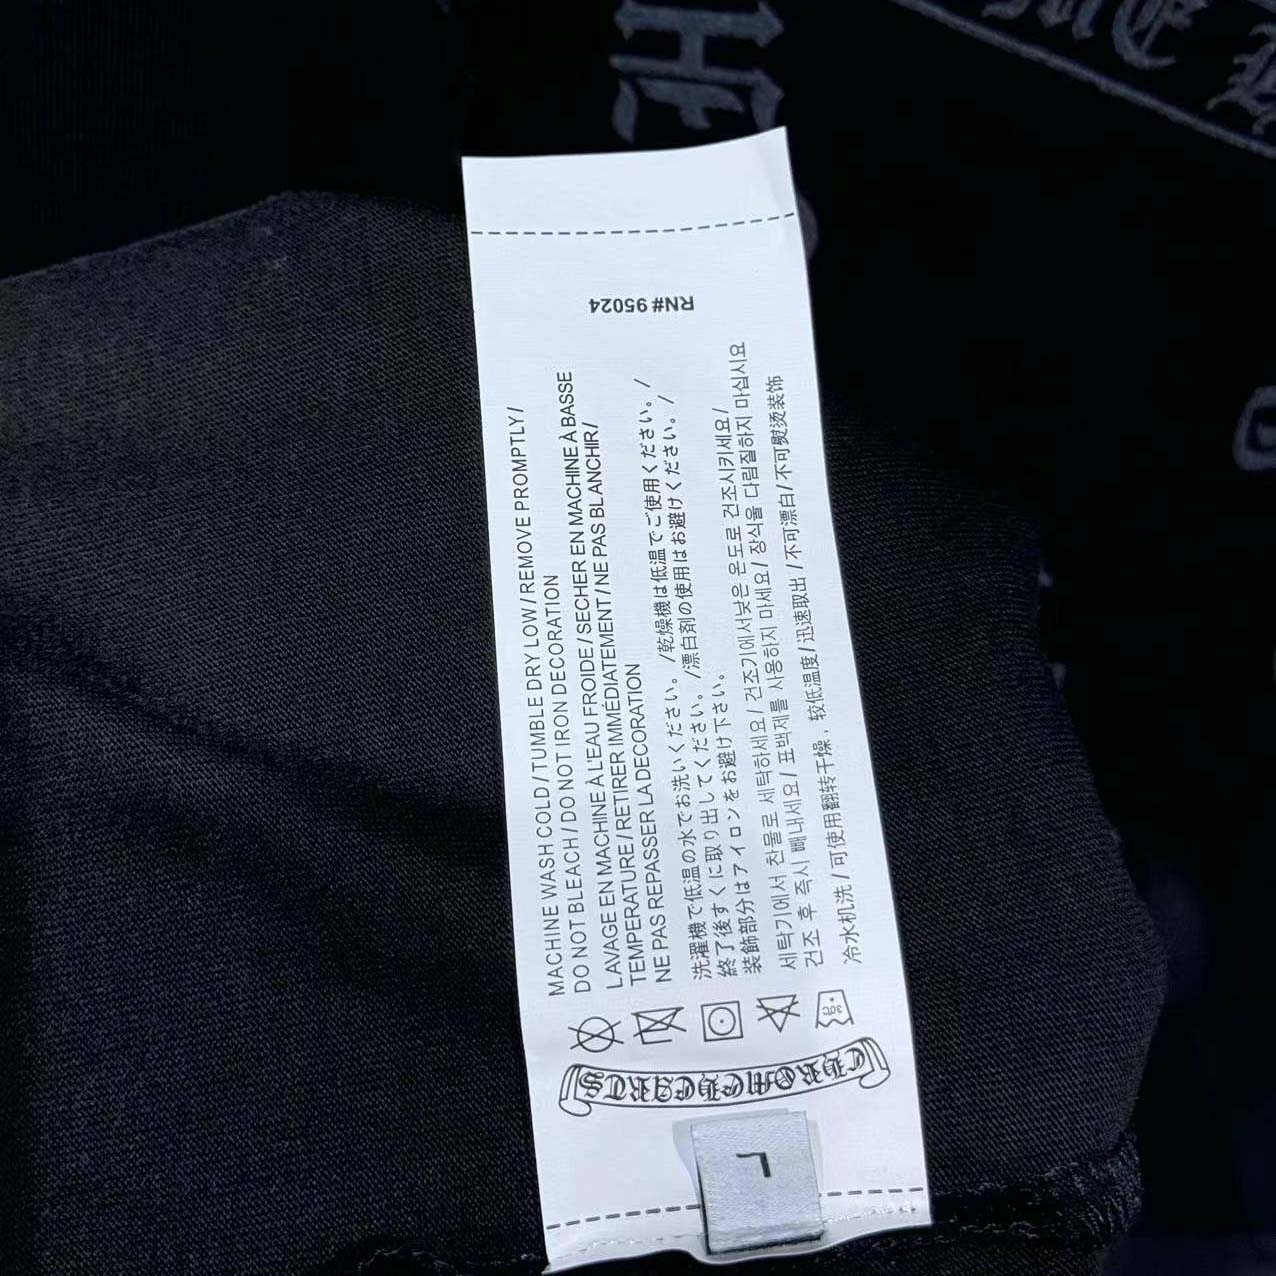 RN# 95024
MACHINE WASH COLD / TUMBLE DRY LOW / REMOVE PROMPTLY /
DO NOT BLEACH / DO NOT IRON DECORATION
LAVAGE EN MACHINE À L'EAU FROIDE / SECHER EN MACHINE À BASSE
TEMPERATURE / RETIRER IMMÉDIATEMENT / NE PAS BLANCHIR /
NE PAS REPASSER LA DECORATION
洗濯機で低温の水でお洗いください。/乾燥機は低温でご使用ください。/
終了後すぐに取り出してください。/漂白剤の使用はお避けください。/
装飾部分はアイロンをお避け下さい。
세탁기에서 찬물로 세탁하세요/ 건조기에서낮은 온도로 건조시키세요/
건조 후 즉시 빼내세요/ 표백제를 사용하지 마세요/ 장식을 다림질하지 마십시요
冷水机洗 / 可使用翻转干燥，较低温度 / 迅速取出 / 不可漂白 / 不可熨烫装饰
CHROME HEARTS
L